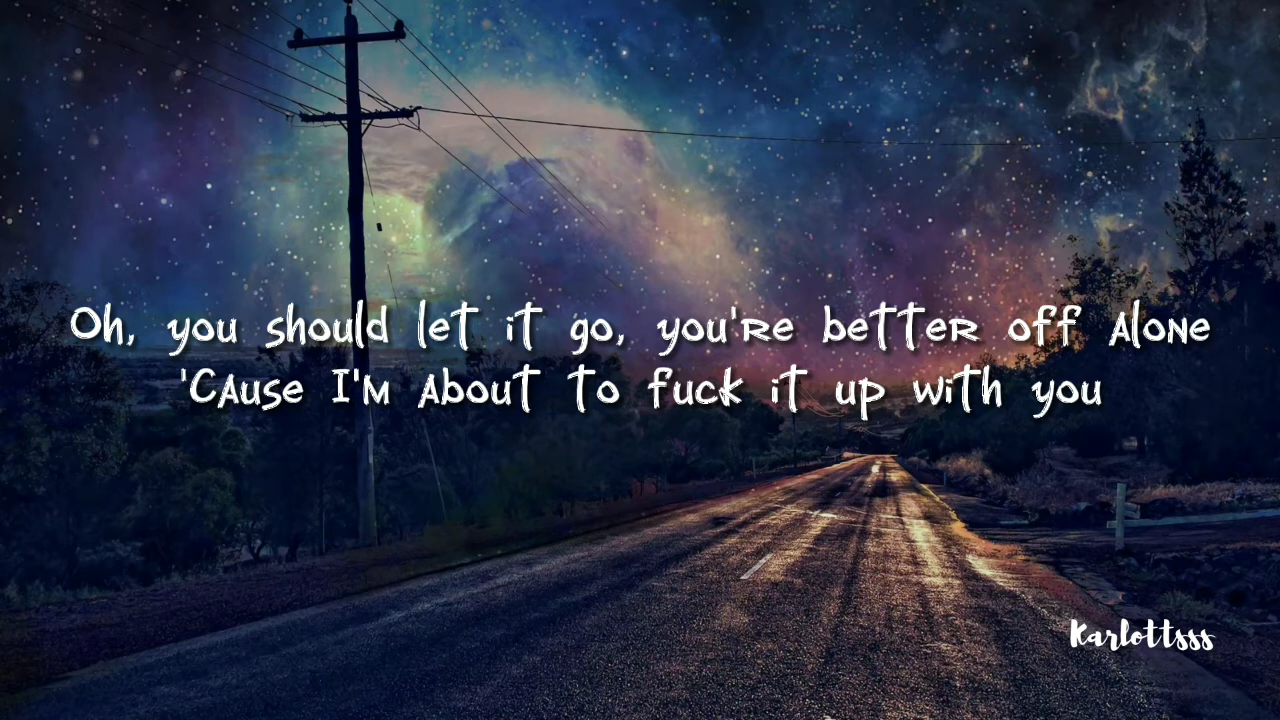 Oh, you should let it go, you're better off alone
'Cause I'm about to fuck it up with you
Karlottsss